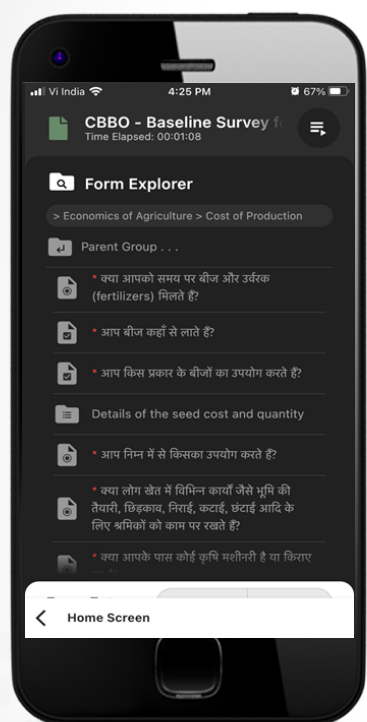 Vi India 4:25 PM 67%
CBBO - Baseline Survey f
Time Elapsed: 00:01:08
Form Explorer
> Economics of Agriculture > Cost of Production
Parent Group . . .
* क्या आपको समय पर बीज और उर्वरक
(fertilizers) मिलते हैं?
* आप बीज कहाँ से लाते हैं?
* आप किस प्रकार के बीजों का उपयोग करते हैं?
Details of the seed cost and quantity
* आप निम्न में से किसका उपयोग करते हैं?
* क्या लोग खेत में विभिन्न कार्यों जैसे भूमि की
तैयारी, छिड़काव, निराई, कटाई, छंटाई आदि के
लिए श्रमिकों को काम पर रखते हैं?
* क्या आपके पास कोई कृषि मशीनरी है या किराए
Home Screen